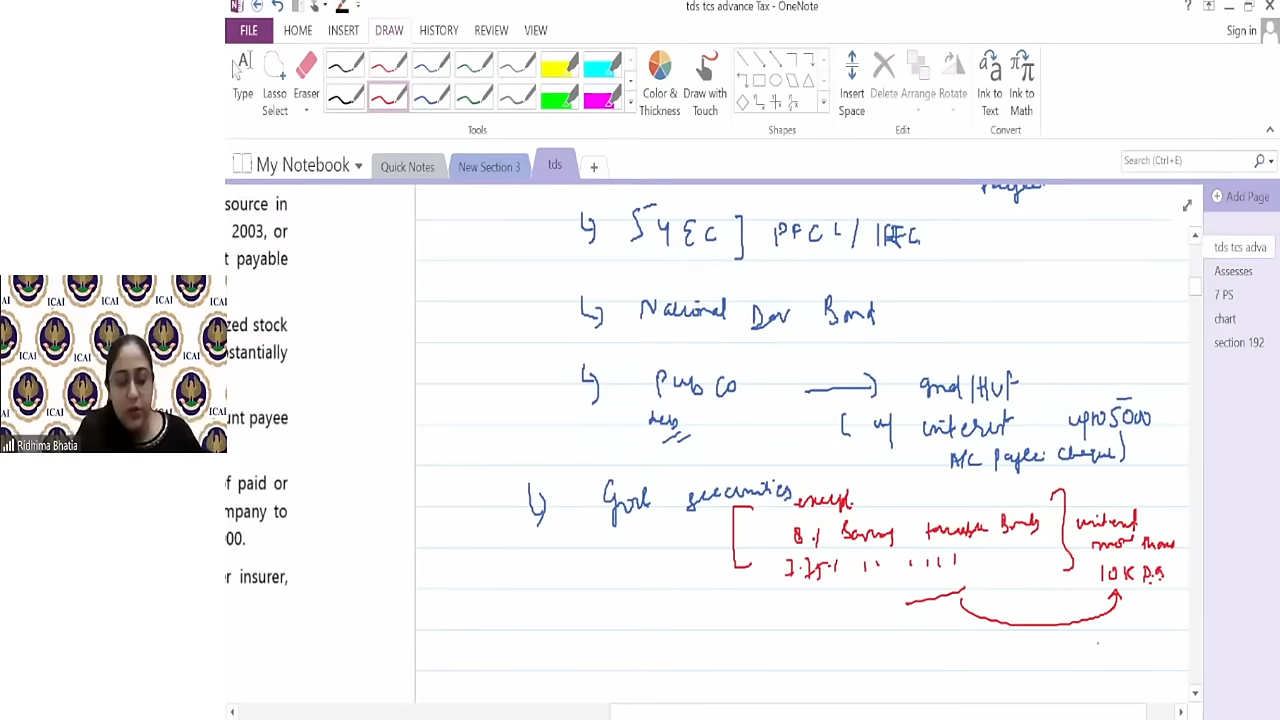 tds tcs advance Tax - OneNote
Sign in
FILE HOME INSERT DRAW HISTORY REVIEW VIEW
Type
Lasso Select
Eraser
Color & Thickness
Draw with Touch
Insert Space
Delete Arrange Rotate
Ink to Text
Ink to Math
Tools
Shapes
Edit
Convert
My Notebook
Quick Notes
New Section 3
tds
Search (Ctrl+E)
Add Page
tds tcs adva
Assesses
7 PS
chart
section 192
source in
2003, or
t payable
zed stock
stantially
unt payee
f paid or
mpany to
00.
r insurer,
ICAI
Ridhima Bhatia
54EC ] PFCL /
National Dev Bond
Pub Co
/HUF
interest upto 5000
A/C Payee Cheque)
Govt securities except
8% Saving taxable Bonds
7.75%
interest
more than
10K P.a